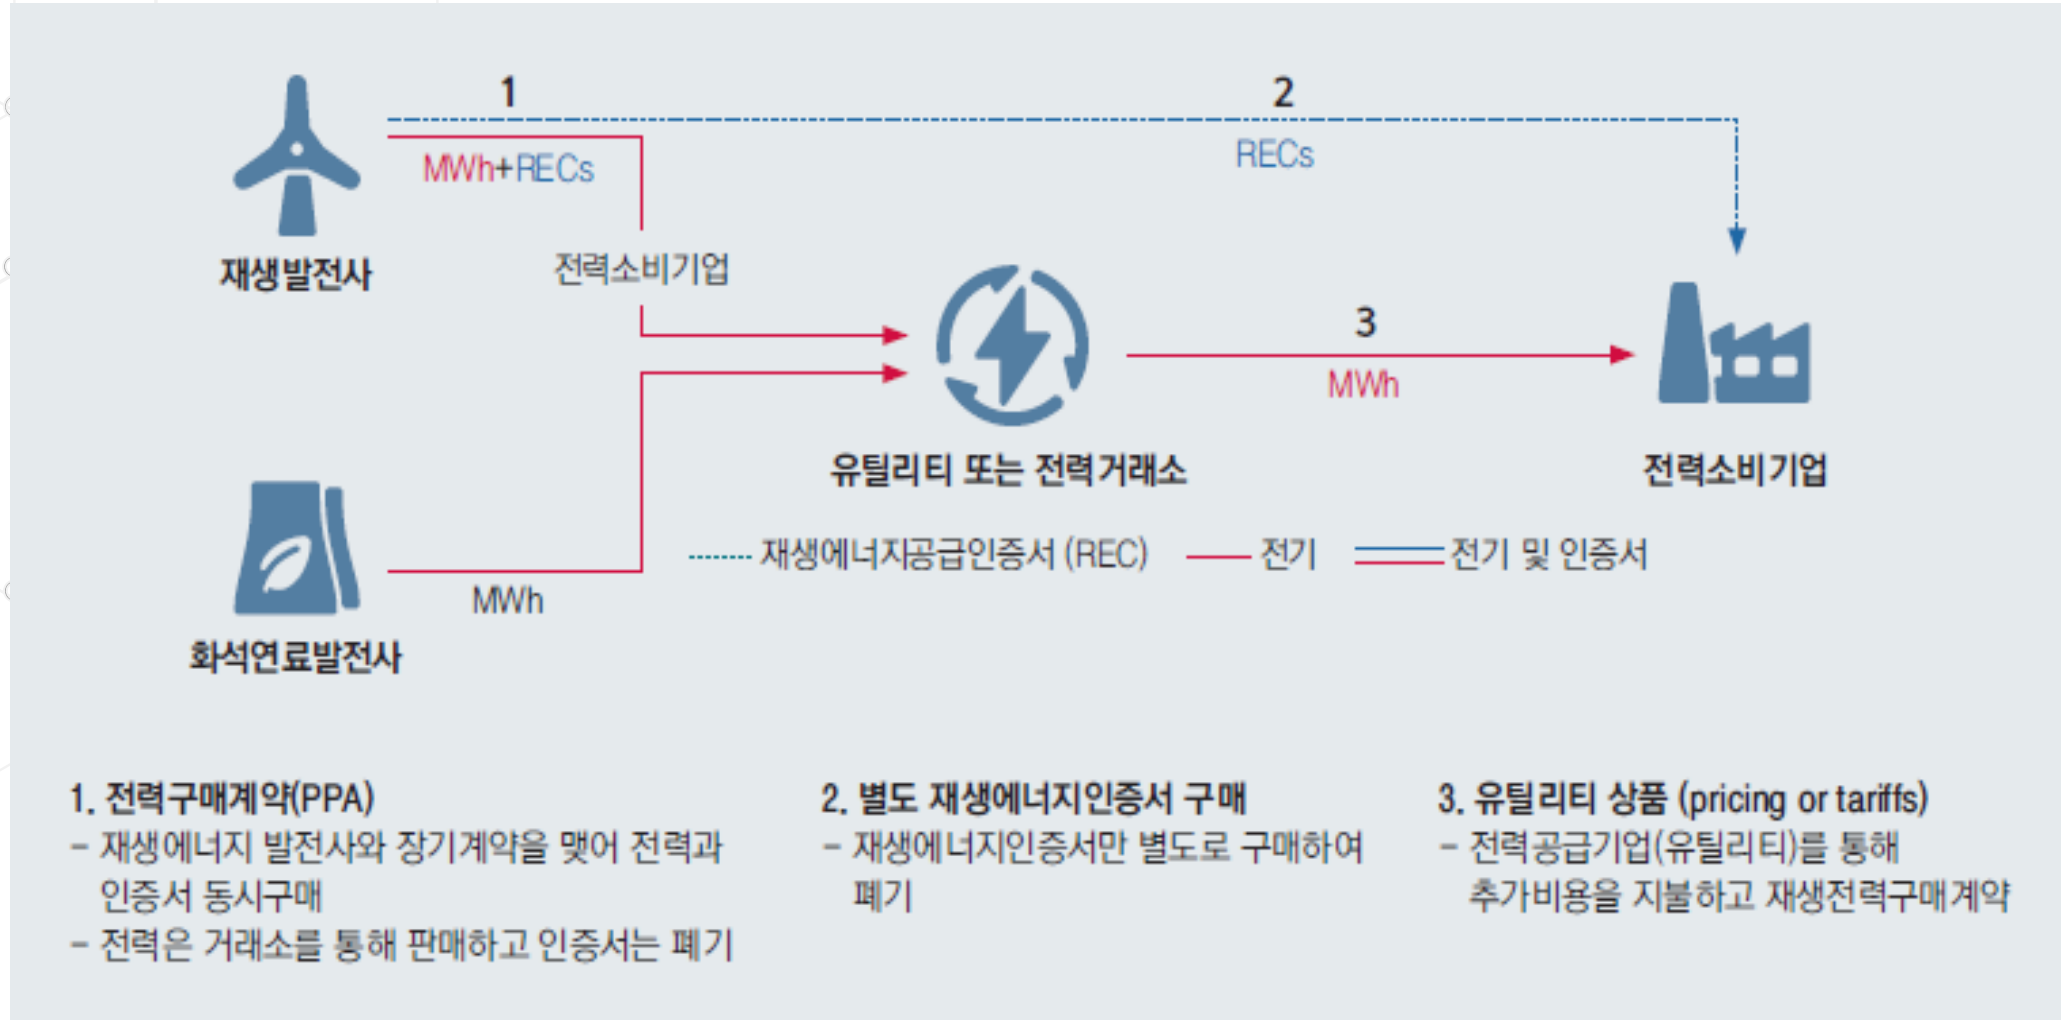 1
2
MWh+RECs
RECs
재생발전사
전력소비기업
3
MWh
유틸리티 또는 전력거래소
전력소비기업
재생에너지공급인증서 (REC)
전기
전기 및 인증서
MWh
화석연료발전사
1. 전력구매계약(PPA)
- 재생에너지 발전사와 장기계약을 맺어 전력과
인증서 동시구매
- 전력은 거래소를 통해 판매하고 인증서는 폐기
2. 별도 재생에너지인증서 구매
- 재생에너지인증서만 별도로 구매하여
폐기
3. 유틸리티 상품 (pricing or tariffs)
- 전력공급기업(유틸리티)를 통해
추가비용을 지불하고 재생전력구매계약